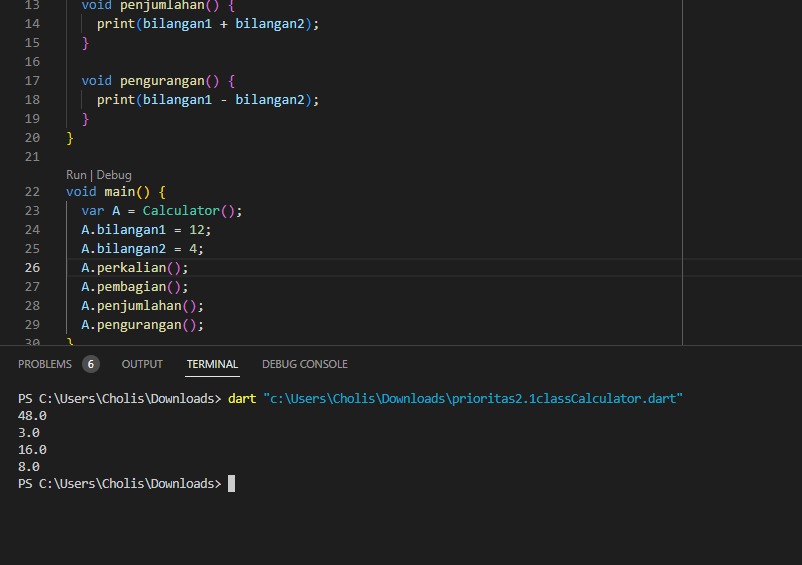 13 void penjumlahan() {
14 print(bilangan1 + bilangan2);
15 }
16
17 void pengurangan() {
18 print(bilangan1 - bilangan2);
19 }
20 }
21
Run | Debug
22 void main() {
23 var A = Calculator();
24 A.bilangan1 = 12;
25 A.bilangan2 = 4;
26 A.perkalian();
27 A.pembagian();
28 A.penjumlahan();
29 A.pengurangan();
30 }
PROBLEMS 6 OUTPUT TERMINAL DEBUG CONSOLE
PS C:\Users\Cholis\Downloads> dart "c:\Users\Cholis\Downloads\prioritas2.1classCalculator.dart"
48.0
3.0
16.0
8.0
PS C:\Users\Cholis\Downloads>